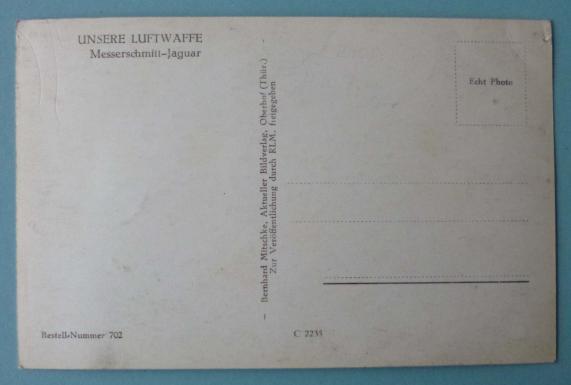 UNSERE LUFTWAFFE
Messerschmitt-Jaguar
Echt Photo
— Bernhard Mitschke, Aktueller Bildverlag, Oberhof (Thür.) —
Zur Veröffentlichung durch RLM. freigegeben
Bestell-Nummer 702
C 2235